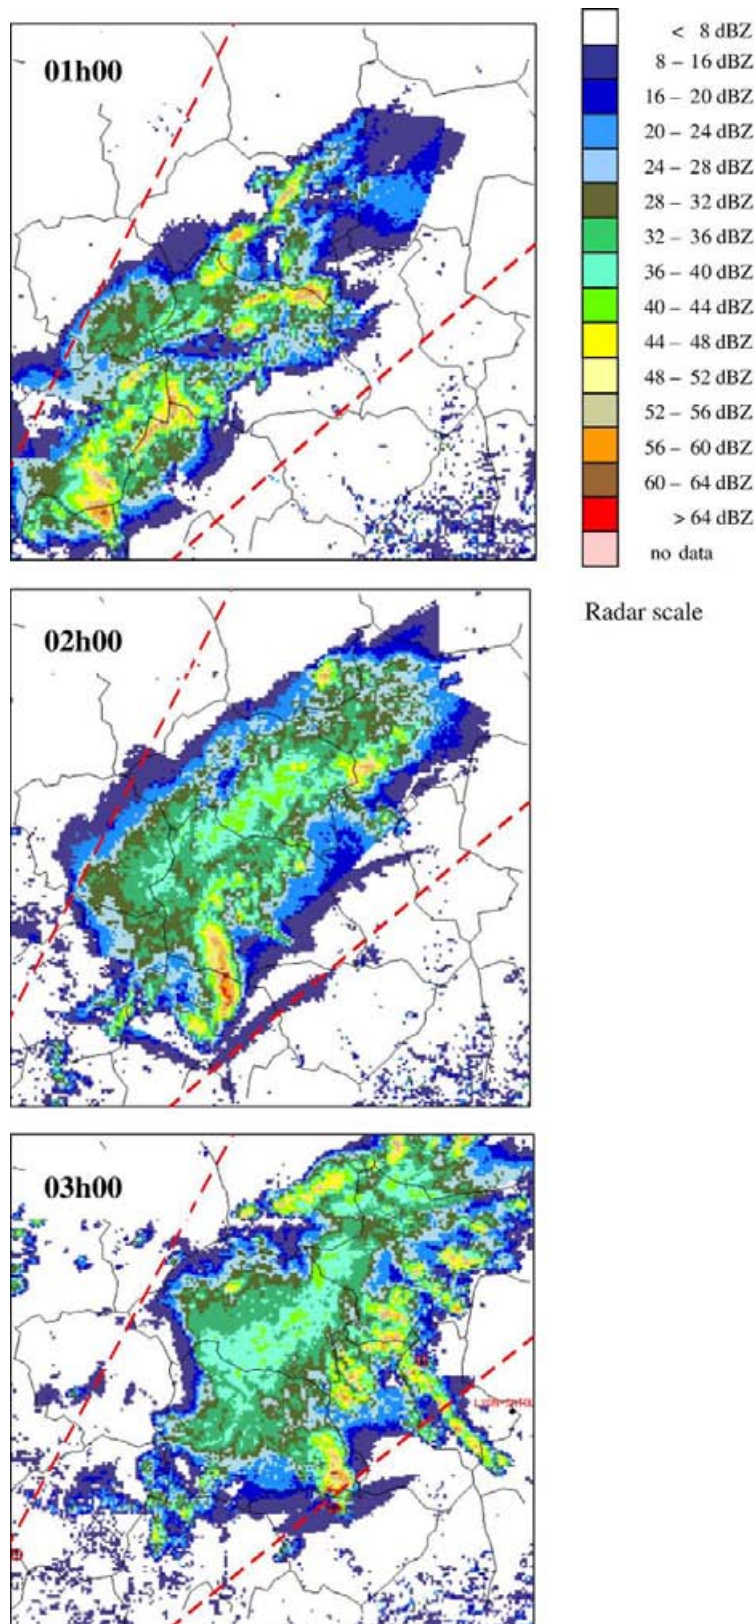 01h00
< 8 dBZ
8 – 16 dBZ
16 – 20 dBZ
20 – 24 dBZ
24 – 28 dBZ
28 – 32 dBZ
32 – 36 dBZ
36 – 40 dBZ
40 – 44 dBZ
44 – 48 dBZ
48 – 52 dBZ
52 – 56 dBZ
56 – 60 dBZ
60 – 64 dBZ
> 64 dBZ
no data
Radar scale
02h00
03h00